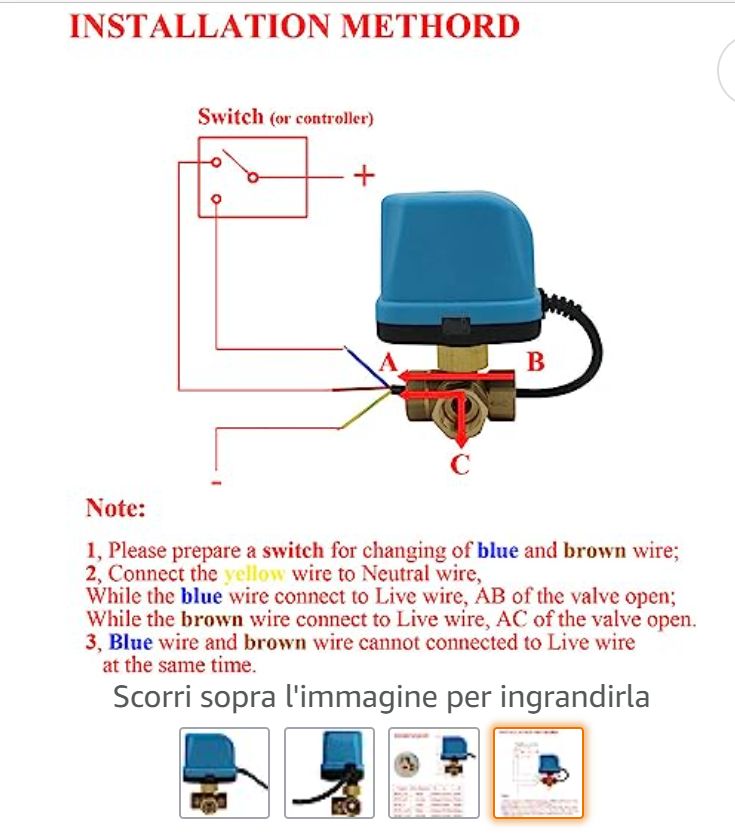 INSTALLATION METHORD
Switch (or controller)
+
A
B
C
-
Note:
1, Please prepare a switch for changing of blue and brown wire;
2, Connect the yellow wire to Neutral wire,
While the blue wire connect to Live wire, AB of the valve open;
While the brown wire connect to Live wire, AC of the valve open.
3, Blue wire and brown wire cannot connected to Live wire
at the same time.
Scorri sopra l'immagine per ingrandirla